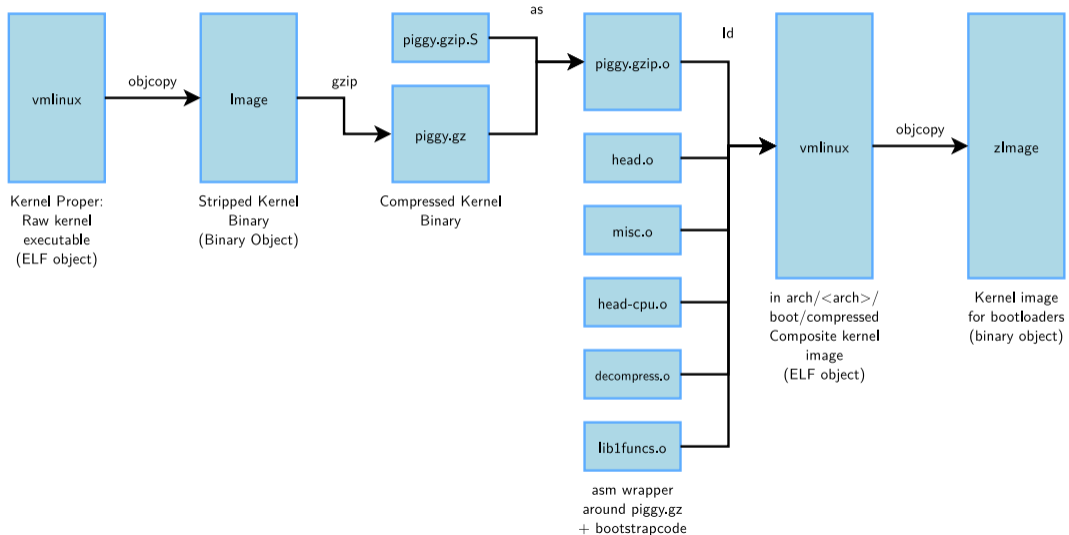 vmlinux
Kernel Proper:
Raw kernel
executable
(ELF object)
objcopy
Image
Stripped Kernel
Binary
(Binary Object)
gzip
piggy.gzip.S
piggy.gz
Compressed Kernel
Binary
as
piggy.gzip.o
head.o
misc.o
head-cpu.o
decompress.o
lib1funcs.o
asm wrapper
around piggy.gz
+ bootstrapcode
ld
vmlinux
in arch/<arch>/
boot/compressed
Composite kernel
image
(ELF object)
objcopy
zImage
Kernel image
for bootloaders
(binary object)